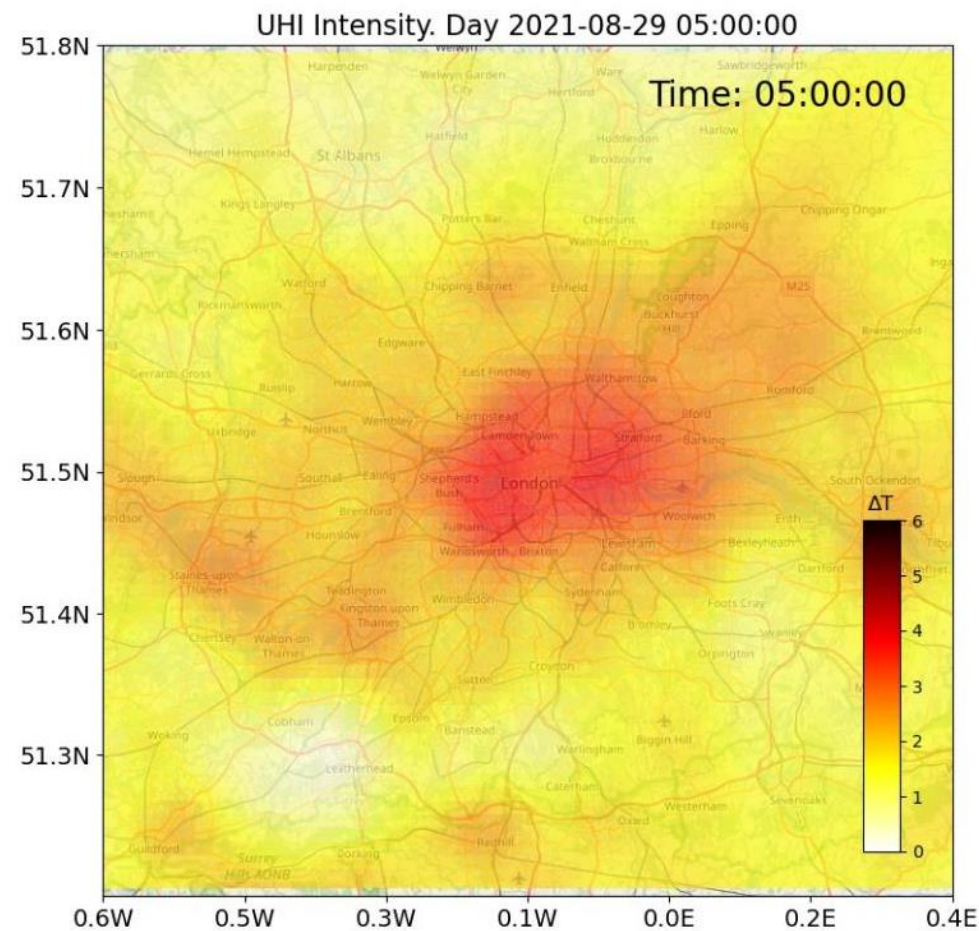 UHI Intensity. Day 2021-08-29 05:00:00
51.8N
Welwyn
Harpenden
Welwyn Garden
City
Ware
Sawbridgeworth
Hertford
Time: 05:00:00
Hatfield
Hoddesdon
Harlow
Hemel Hempstead
St Albans
Broxbourne
51.7N
Kings Langley
Potters Bar
Cheshunt
Epping
Chipping Ongar
Waltham Cross
Watford
Chipping Barnet
Enfield
Loughton
M25
Rickmansworth
Buckhurst
Hill
51.6N
Brentwood
Edgware
Gerrards Cross
East Finchley
Walthamstow
Ruislip
Harrow
Romford
Hampstead
Ilford
Uxbridge
Northolt
Wembley
Camden Town
Stratford
Barking
51.5N
Slough
Southall
Ealing
Shepherd's
Bush
London
South Ockendon
Windsor
Brentford
Fulham
Woolwich
Erith
ΔT
6
Hounslow
Wandsworth
Brixton
Lewisham
Bexleyheath
Catford
Dartford
5
Staines-upon-
Thames
Teddington
Kingston upon
Thames
Wimbledon
Sydenham
Foots Cray
51.4N
Bromley
Swanley
4
Chertsey
Walton-on-
Thames
Orpington
Croydon
Sutton
3
Cobham
Epsom
Banstead
Biggin Hill
Woking
Warlingham
2
51.3N
Leatherhead
Caterham
Westerham
Sevenoaks
1
Oxted
Guildford
Dorking
Redhill
0
Surrey
Hills AONB
0.6W 0.5W 0.3W 0.1W 0.0E 0.2E 0.4E